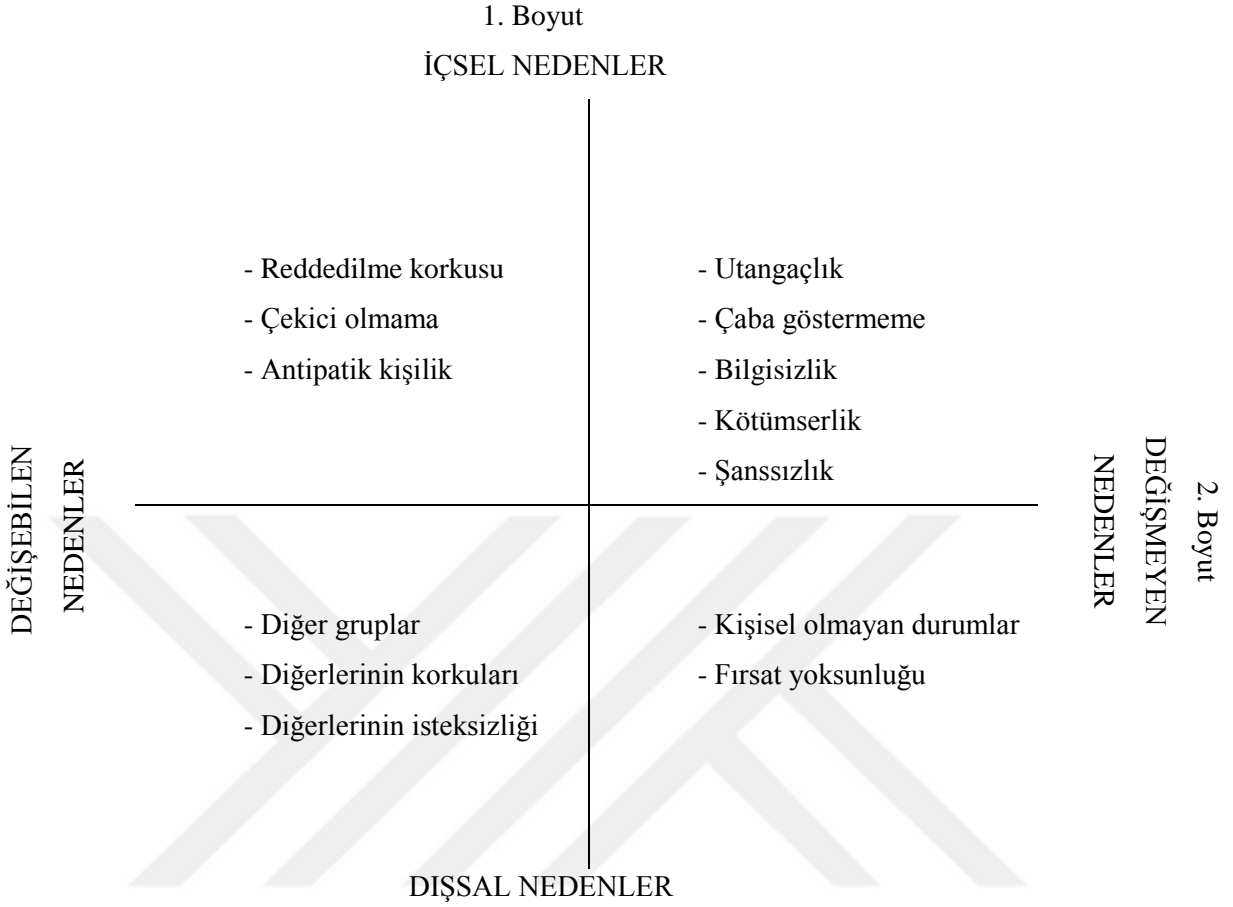 1. Boyut
İÇSEL NEDENLER
- Reddedilme korkusu
- Çekici olmama
- Antipatik kişilik
- Utangaçlık
- Çaba göstermeme
- Bilgisizlik
- Kötümserlik
- Şanssızlık
DEĞİŞEBİLEN
NEDENLER
2. Boyut
DEĞİŞMEYEN
NEDENLER
- Diğer gruplar
- Diğerlerinin korkuları
- Diğerlerinin isteksizliği
- Kişisel olmayan durumlar
- Fırsat yoksunluğu
DIŞSAL NEDENLER